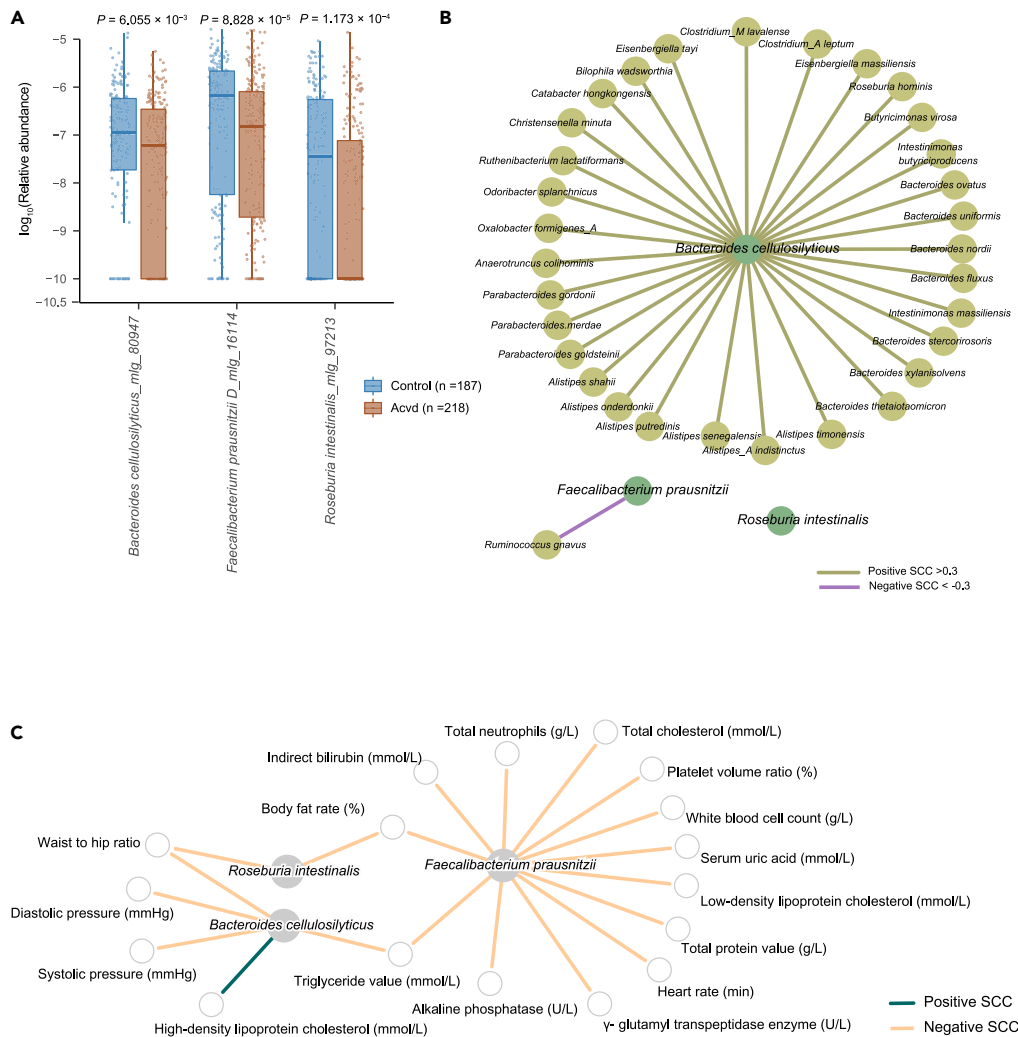 A
P = 6.055 × 10⁻³
P = 8.828 × 10⁻⁵
P = 1.173 × 10⁻⁴
log₁₀(Relative abundance)
−5
−6
−7
−8
−9
−10
−10.5
Bacteroides cellulosilyticus_mlg_80947
Faecalibacterium prausnitzii D_mlg_16114
Roseburia intestinalis_mlg_97213
Control (n =187)
Acvd (n =218)
B
Clostridium_M lavalense
Clostridium_A leptum
Eisenbergiella tayi
Eisenbergiella massiliensis
Bilophila wadsworthia
Roseburia hominis
Catabacter hongkongensis
Butyricimonas virosa
Christensenella minuta
Intestinimonas
butyriciproducens
Ruthenibacterium lactatiformans
Bacteroides ovatus
Odoribacter splanchnicus
Bacteroides uniformis
Oxalobacter formigenes_A
Bacteroides cellulosilyticus
Bacteroides nordii
Anaerotruncus colihominis
Bacteroides fluxus
Parabacteroides gordonii
Intestinimonas massiliensis
Parabacteroides.merdae
Bacteroides stercorirosoris
Parabacteroides goldsteinii
Bacteroides xylanisolvens
Alistipes shahii
Bacteroides thetaiotaomicron
Alistipes onderdonkii
Alistipes putredinis
Alistipes senegalensis
Alistipes timonensis
Alistipes_A indistinctus
Faecalibacterium prausnitzii
Roseburia intestinalis
Ruminococcus gnavus
Positive SCC >0.3
Negative SCC < -0.3
C
Total neutrophils (g/L)
Total cholesterol (mmol/L)
Indirect bilirubin (mmol/L)
Platelet volume ratio (%)
Body fat rate (%)
White blood cell count (g/L)
Waist to hip ratio
Serum uric acid (mmol/L)
Roseburia intestinalis
Faecalibacterium prausnitzii
Low-density lipoprotein cholesterol (mmol/L)
Diastolic pressure (mmHg)
Bacteroides cellulosilyticus
Total protein value (g/L)
Systolic pressure (mmHg)
Triglyceride value (mmol/L)
Heart rate (min)
Alkaline phosphatase (U/L)
High-density lipoprotein cholesterol (mmol/L)
γ- glutamyl transpeptidase enzyme (U/L)
Positive SCC
Negative SCC